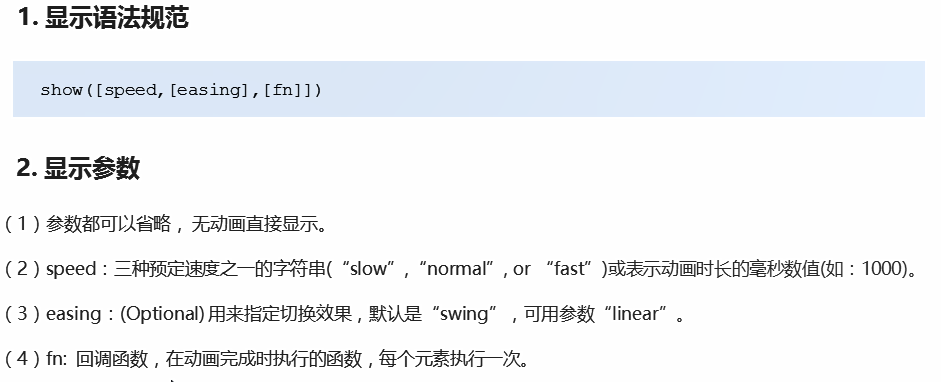 1. 显示语法规范
show([speed,[easing],[fn]])
2. 显示参数
（1）参数都可以省略， 无动画直接显示。
（2）speed：三种预定速度之一的字符串(“slow”,“normal”, or “fast”)或表示动画时长的毫秒数值(如：1000)。
（3）easing：(Optional) 用来指定切换效果，默认是“swing”，可用参数“linear”。
（4）fn: 回调函数，在动画完成时执行的函数，每个元素执行一次。